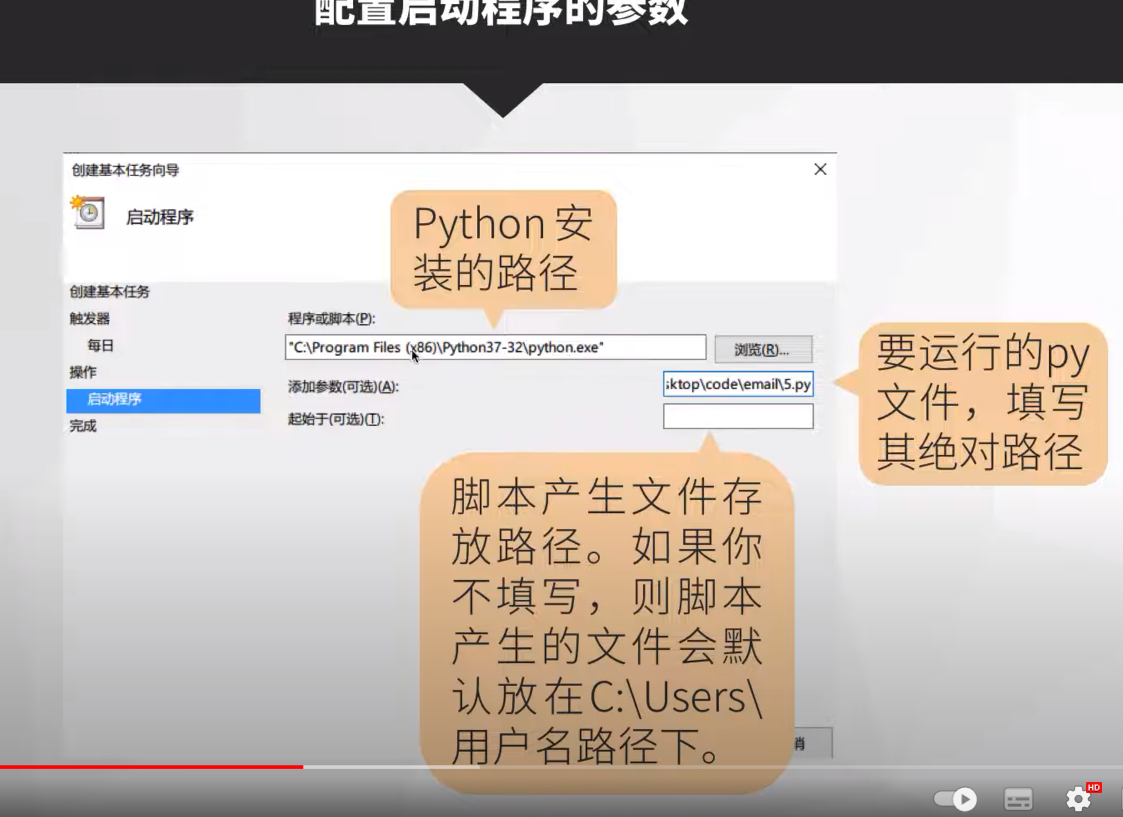 配置启动程序的参数
创建基本任务向导
启动程序
Python 安
装的路径
创建基本任务
触发器
程序或脚本(P):
每日
"C:\Program Files (x86)\Python37-32\python.exe"
浏览(R)...
操作
添加参数(可选)(A):
sktop\code\email\5.py
启动程序
起始于(可选)(T):
完成
要运行的py
文件，填写
其绝对路径
脚本产生文件存
放路径。如果你
不填写，则脚本
产生的文件会默
认放在C:\Users\
用户名路径下。
消
HD